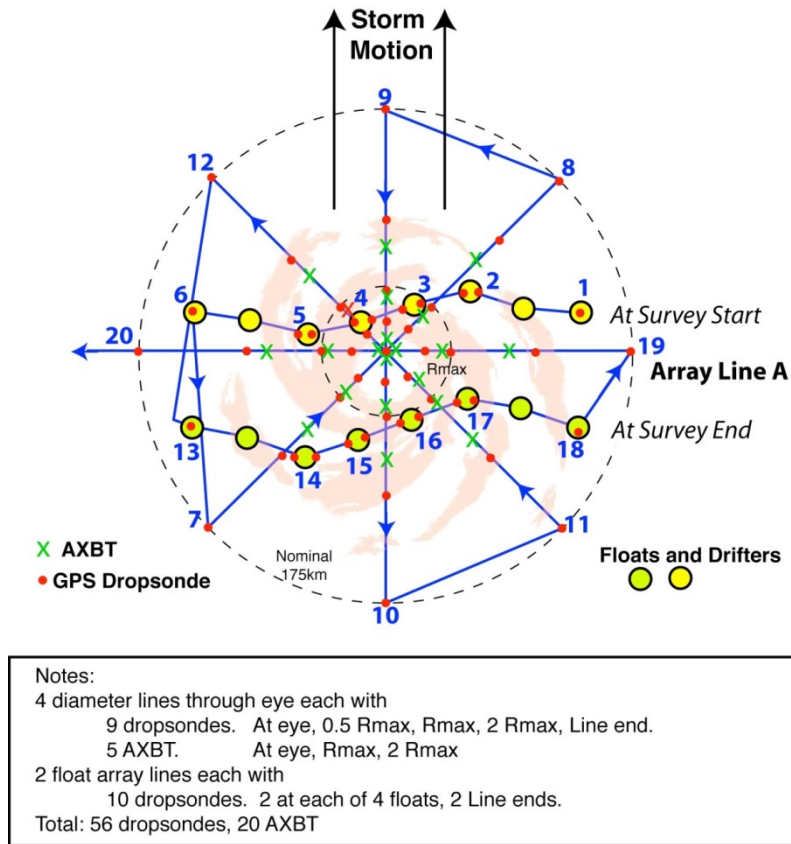 Storm
Motion
9
8
12
3
2
1
4
5
6
At Survey Start
20
19
Rmax
Array Line A
17
At Survey End
13
16
18
15
14
7
11
X AXBT
Nominal
175km
GPS Dropsonde
Floats and Drifters
10
Notes:
4 diameter lines through eye each with
9 dropsondes. At eye, 0.5 Rmax, Rmax, 2 Rmax, Line end.
5 AXBT. At eye, Rmax, 2 Rmax
2 float array lines each with
10 dropsondes. 2 at each of 4 floats, 2 Line ends.
Total: 56 dropsondes, 20 AXBT